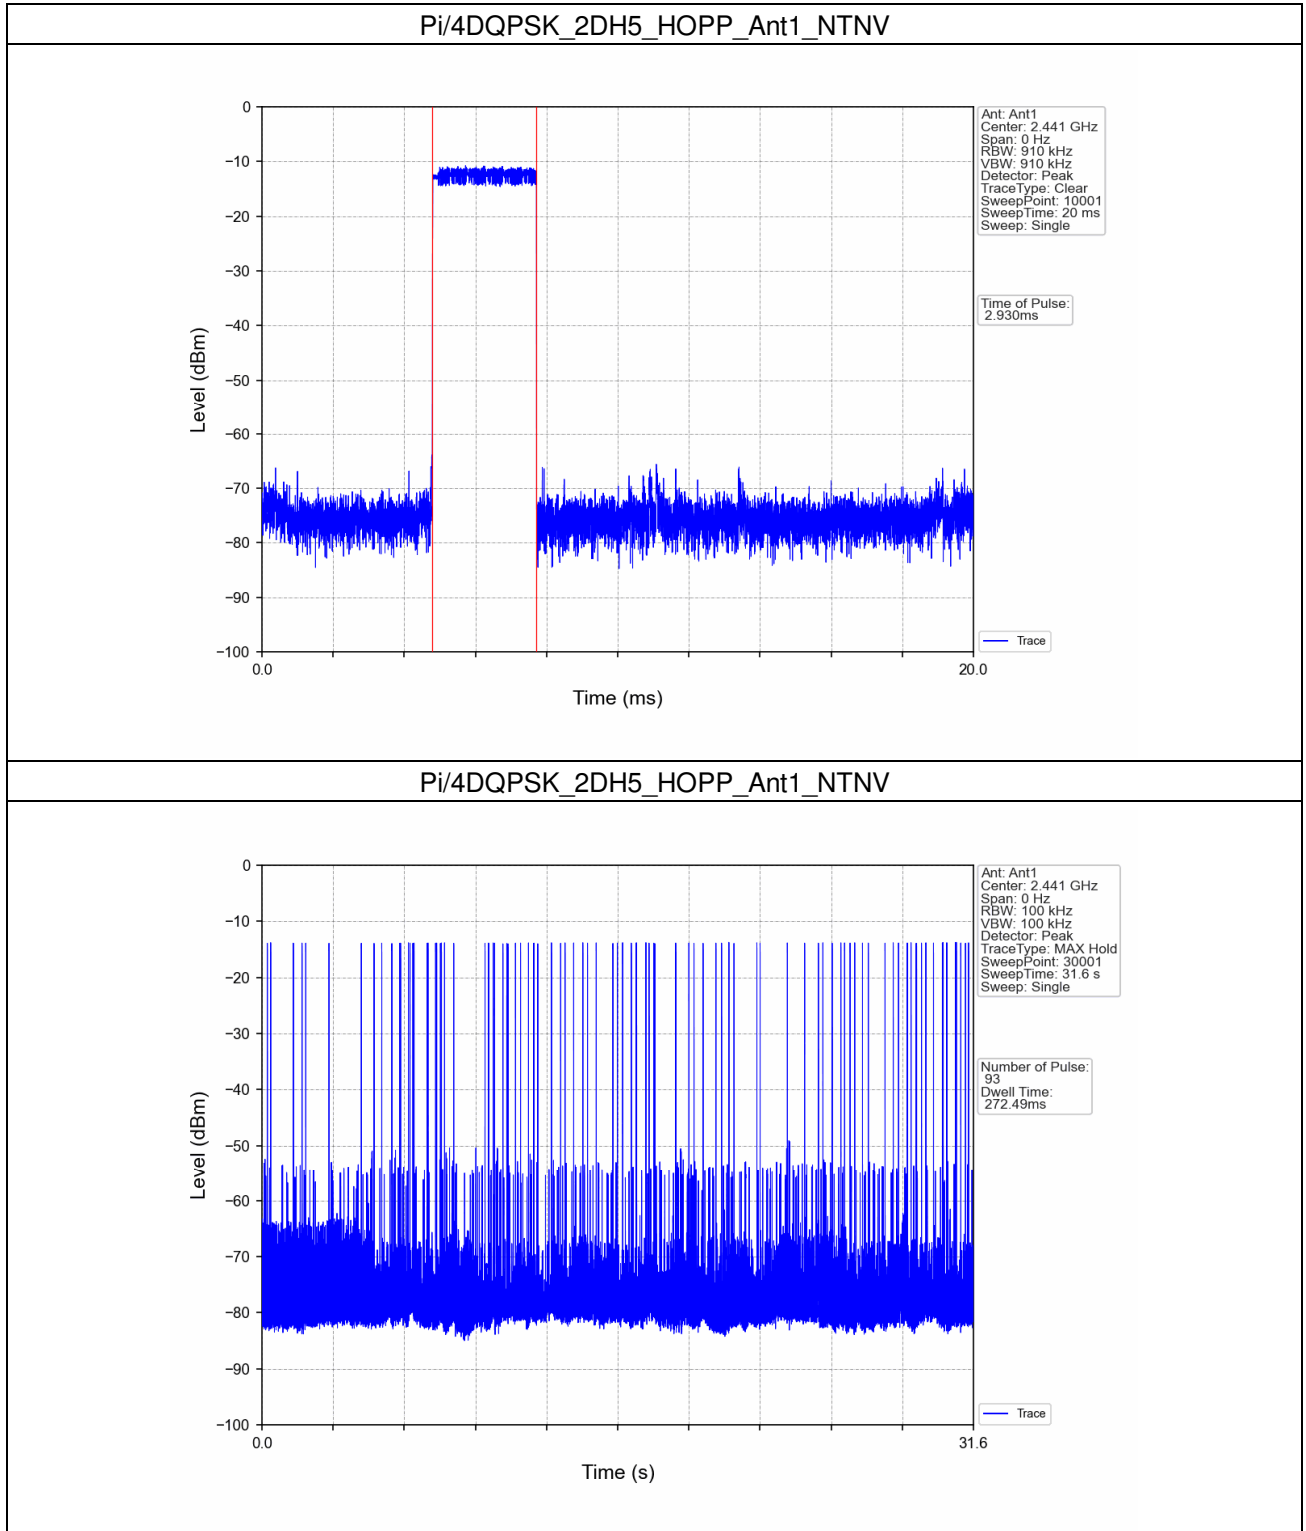 Pi/4DQPSK_2DH5_HOPP_Ant1_NTNV
0
−10
−20
−30
−40
−50
−60
−70
−80
−90
−100
Level (dBm)
0.0
20.0
Time (ms)
Ant: Ant1
Center: 2.441 GHz
Span: 0 Hz
RBW: 910 kHz
VBW: 910 kHz
Detector: Peak
TraceType: Clear
SweepPoint: 10001
SweepTime: 20 ms
Sweep: Single
Time of Pulse:
2.930ms
Trace
Pi/4DQPSK_2DH5_HOPP_Ant1_NTNV
0
−10
−20
−30
−40
−50
−60
−70
−80
−90
−100
Level (dBm)
0.0
31.6
Time (s)
Ant: Ant1
Center: 2.441 GHz
Span: 0 Hz
RBW: 100 kHz
VBW: 100 kHz
Detector: Peak
TraceType: MAX Hold
SweepPoint: 30001
SweepTime: 31.6 s
Sweep: Single
Number of Pulse:
93
Dwell Time:
272.49ms
Trace